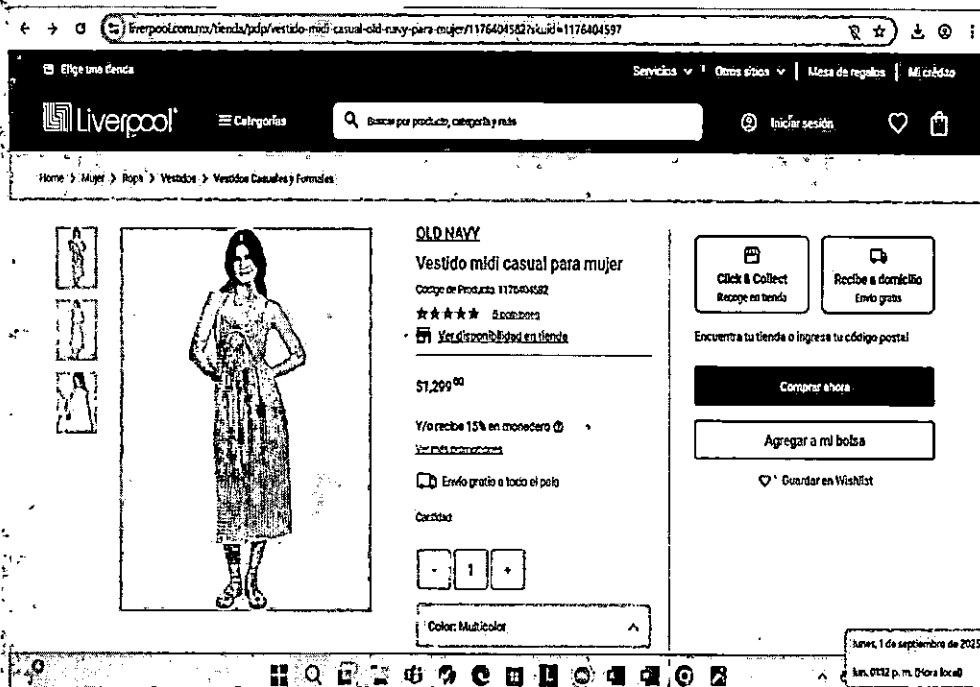 liverpool.com.mx/tienda/pdp/vestido-midi-casual-old-navy-para-mujer/1176404582?skuid=1176404597
Elige una tienda
Servicios
Otros sitios
Mesa de regalos
Mi crédito
Liverpool
Categorías
Buscar por producto, categoría y más
Iniciar sesión
Home > Mujer > Ropa > Vestidos > Vestidos Casuales y Formales
OLD NAVY
Vestido midi casual para mujer
Código de Producto: 1176404582
Ver disponibilidad en tienda
$1,299
Y/o recibe 15% en monedero
Ver más promociones
Envío gratis a todo el país
Cantidad
- 1 +
Color: Multicolor
Click & Collect
Recoge en tienda
Recibe a domicilio
Envío gratis
Encuentra tu tienda o ingresa tu código postal
Comprar ahora
Agregar a mi bolsa
Guardar en Wishlist
lunes, 1 de septiembre de 2025
p. m. (Hora local)